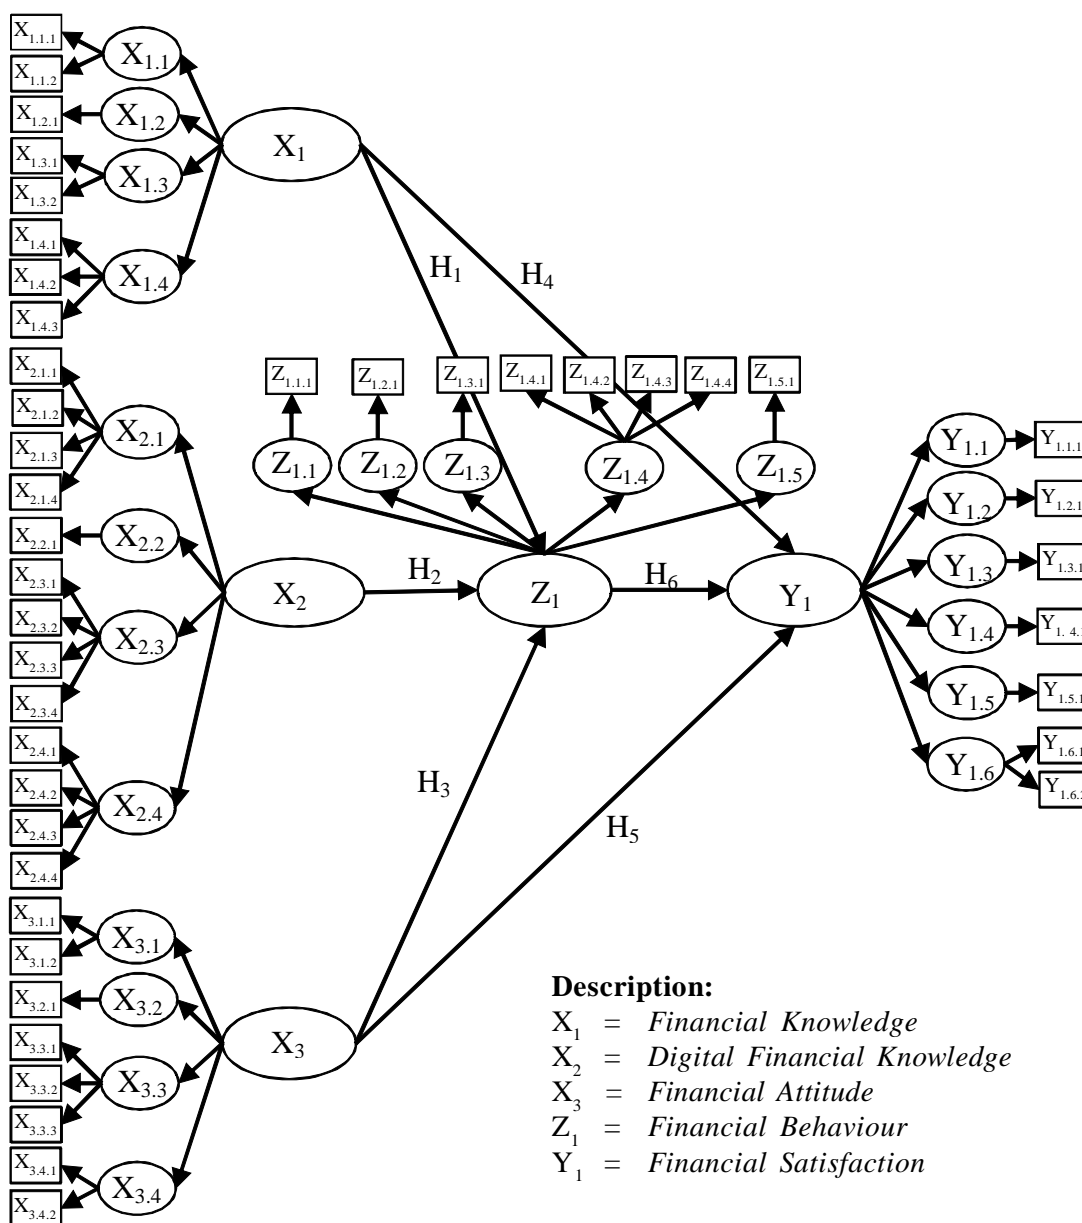 X1.1.1
X1.1.2
X1.2.1
X1.3.1
X1.3.2
X1.4.1
X1.4.2
X1.4.3
X1.1
X1.2
X1.3
X1.4
X1
H1
H4
X2.1.1
X2.1.2
X2.1.3
X2.1.4
X2.2.1
X2.3.1
X2.3.2
X2.3.3
X2.3.4
X2.4.1
X2.4.2
X2.4.3
X2.4.4
X2.1
X2.2
X2.3
X2.4
X2
H2
Z1.1.1
Z1.2.1
Z1.3.1
Z1.4.1
Z1.4.2
Z1.4.3
Z1.4.4
Z1.5.1
Z1.1
Z1.2
Z1.3
Z1.4
Z1.5
Z1
H6
Y1
Y1.1
Y1.2
Y1.3
Y1.4
Y1.5
Y1.6
Y1.1.1
Y1.2.1
Y1.3.1
Y1.5.1
Y1.6.1
H3
H5
X3.1.1
X3.1.2
X3.2.1
X3.3.1
X3.3.2
X3.3.3
X3.4.1
X3.4.2
X3.1
X3.2
X3.3
X3.4
X3
Description:
X1 = Financial Knowledge
X2 = Digital Financial Knowledge
X3 = Financial Attitude
Z1 = Financial Behaviour
Y1 = Financial Satisfaction